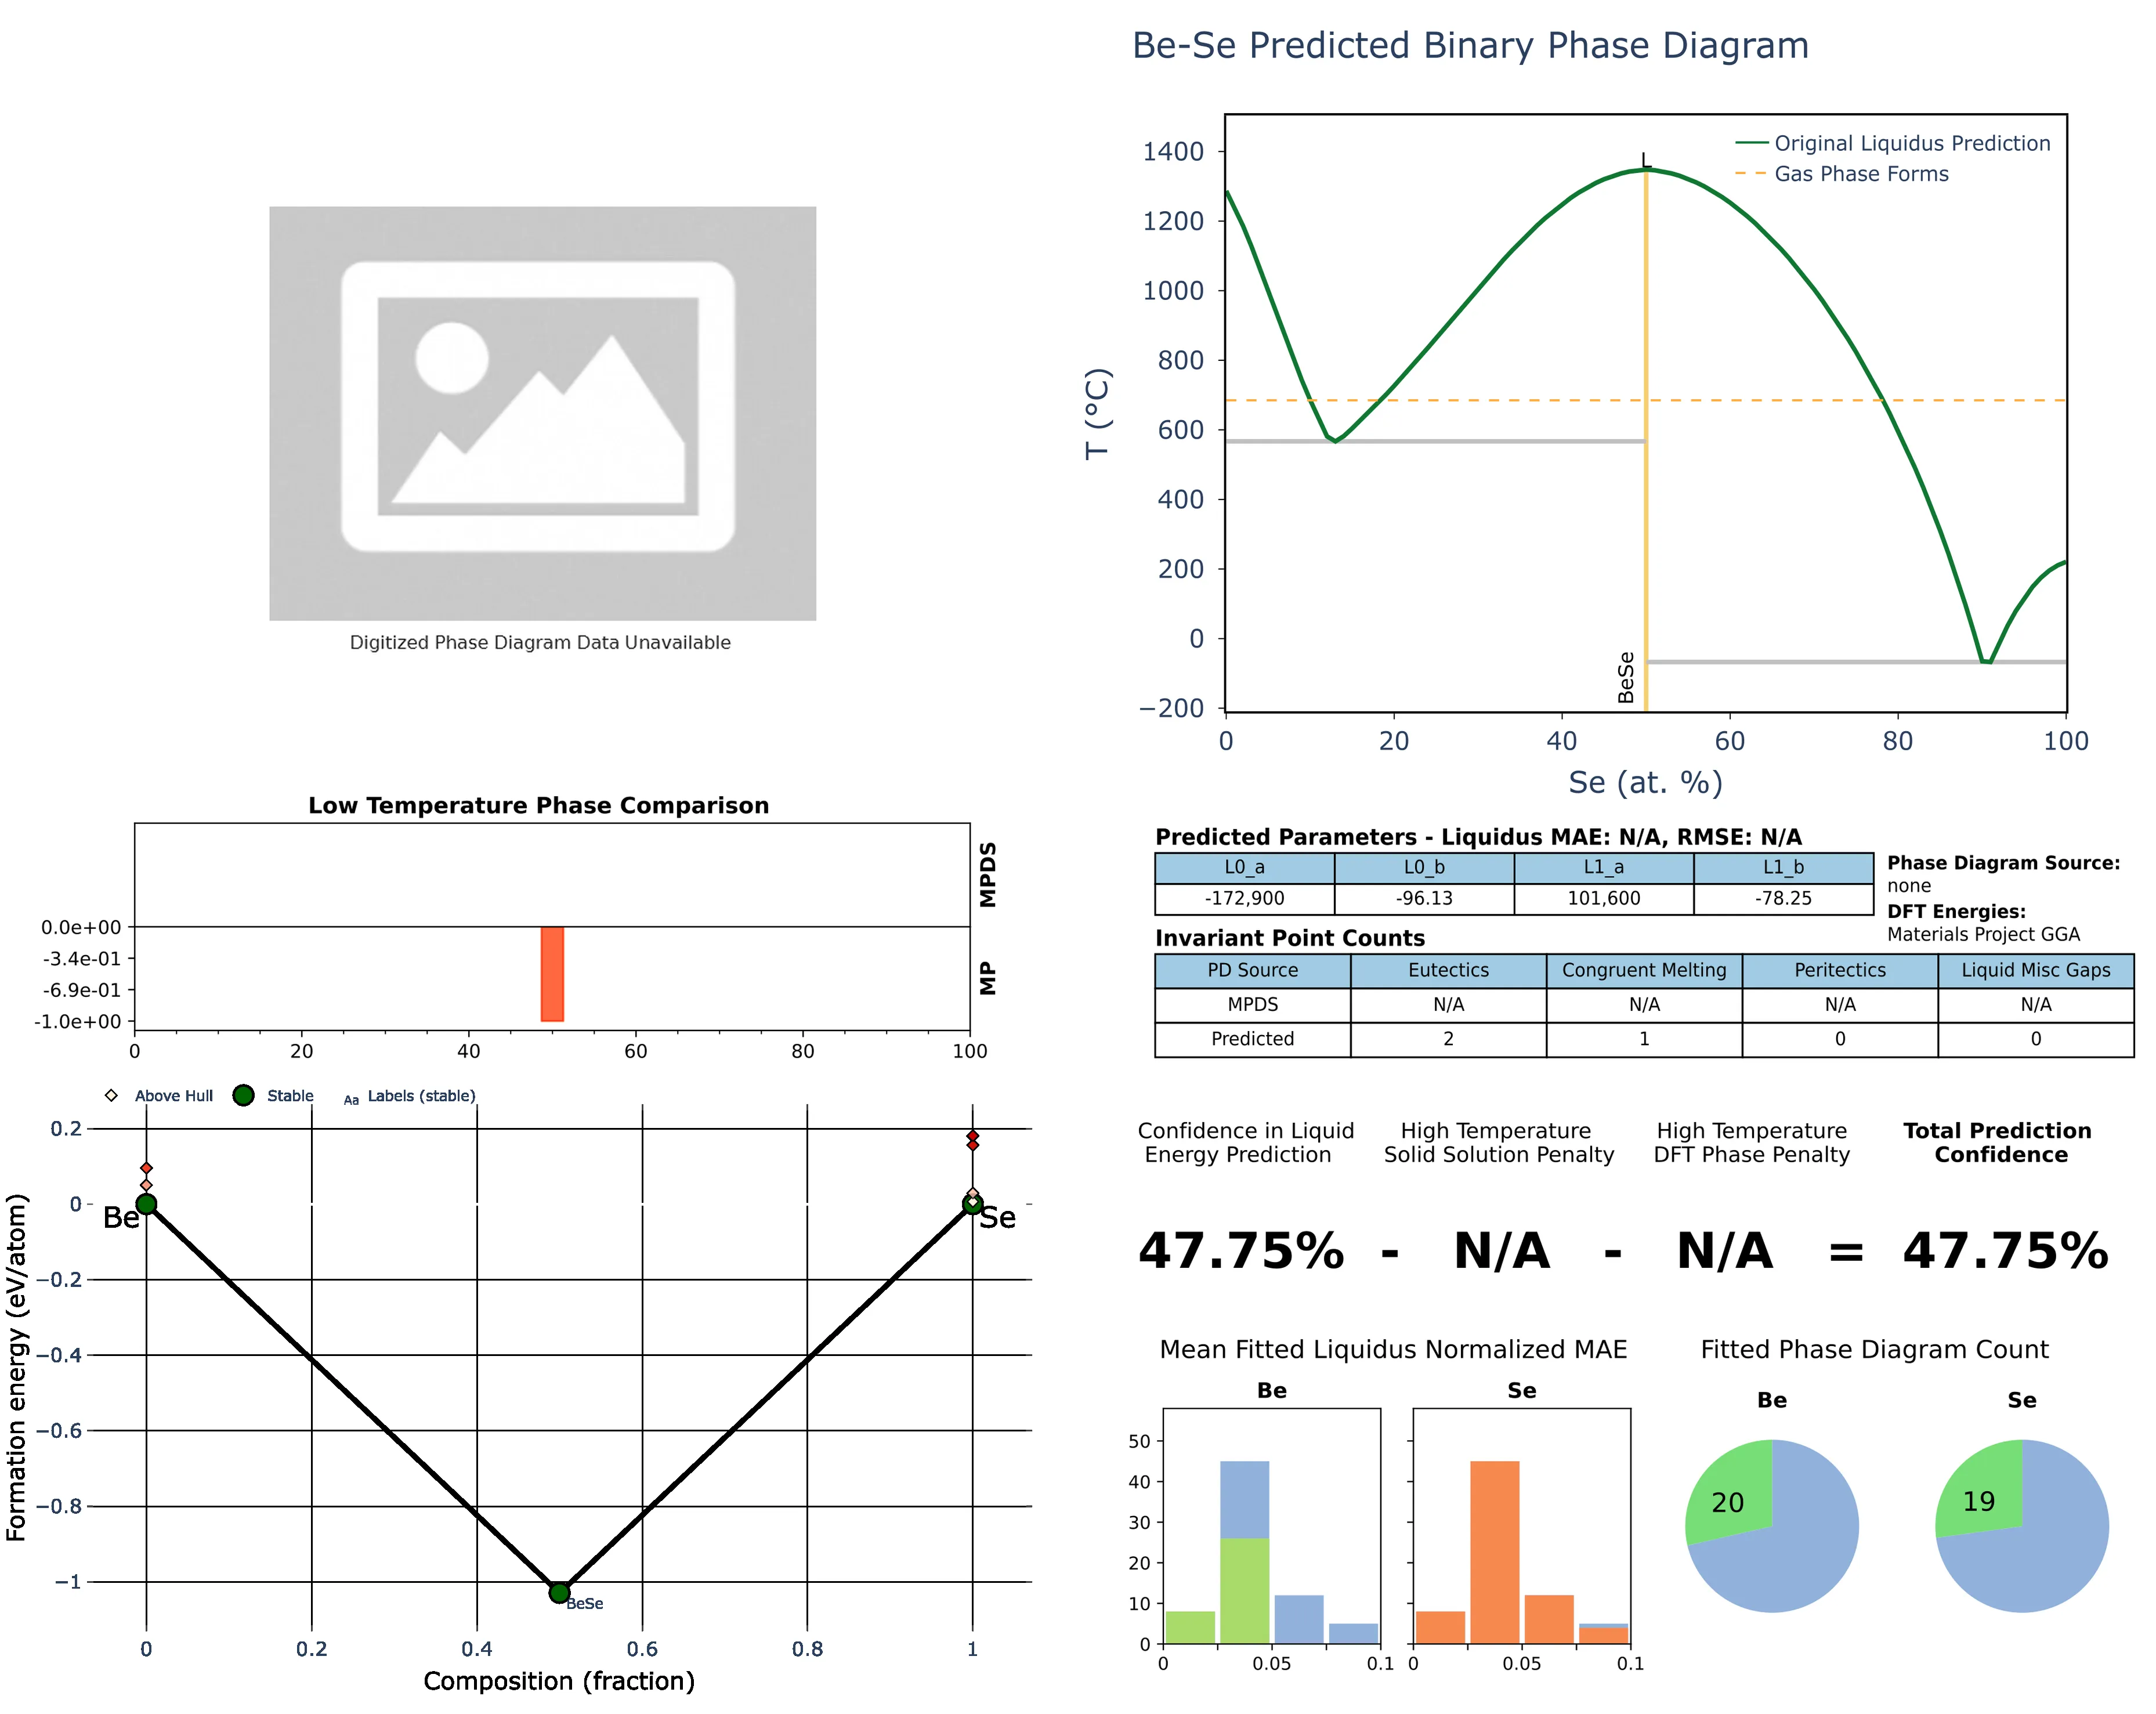 Be-Se Predicted Binary Phase Diagram
Digitized Phase Diagram Data Unavailable
1400
1200
1000
800
600
400
200
0
−200
T (°C)
L
Original Liquidus Prediction
Gas Phase Forms
BeSe
0 20 40 60 80 100
Se (at. %)
Low Temperature Phase Comparison
MPDS
MP
0.0e+00
-3.4e-01
-6.9e-01
-1.0e+00
0 20 40 60 80 100
Predicted Parameters - Liquidus MAE: N/A, RMSE: N/A
L0_a L0_b L1_a L1_b
-172,900 -96.13 101,600 -78.25
Phase Diagram Source:
none
DFT Energies:
Materials Project GGA
Invariant Point Counts
PD Source Eutectics Congruent Melting Peritectics Liquid Misc Gaps
MPDS N/A N/A N/A N/A
Predicted 2 1 0 0
Above Hull Stable Aa Labels (stable)
0.2
0
−0.2
−0.4
−0.6
−0.8
−1
Formation energy (eV/atom)
Be
Se
BeSe
0 0.2 0.4 0.6 0.8 1
Composition (fraction)
Confidence in Liquid
Energy Prediction
High Temperature
Solid Solution Penalty
High Temperature
DFT Phase Penalty
Total Prediction
Confidence
47.75% - N/A - N/A = 47.75%
Mean Fitted Liquidus Normalized MAE
Be
Se
50
40
30
20
10
0
0 0.05 0.1
0 0.05 0.1
Fitted Phase Diagram Count
Be
Se
20
19